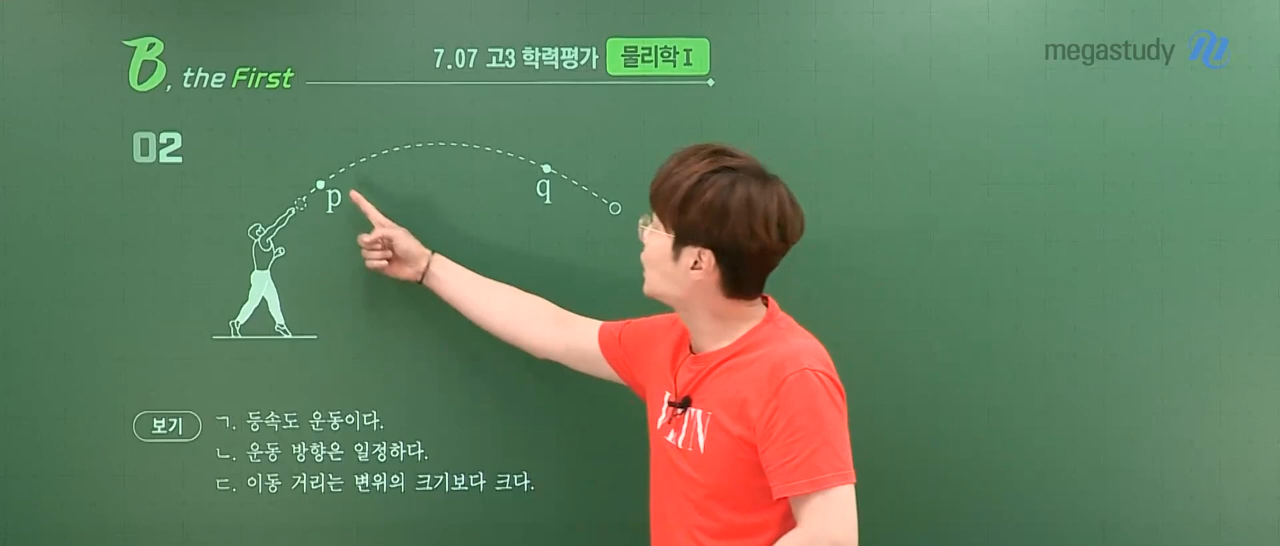 B, the First
7.07 고3 학력평가 물리학 I
megastudy
02
p
q
보기
ㄱ. 등속도 운동이다.
ㄴ. 운동 방향은 일정하다.
ㄷ. 이동 거리는 변위의 크기보다 크다.